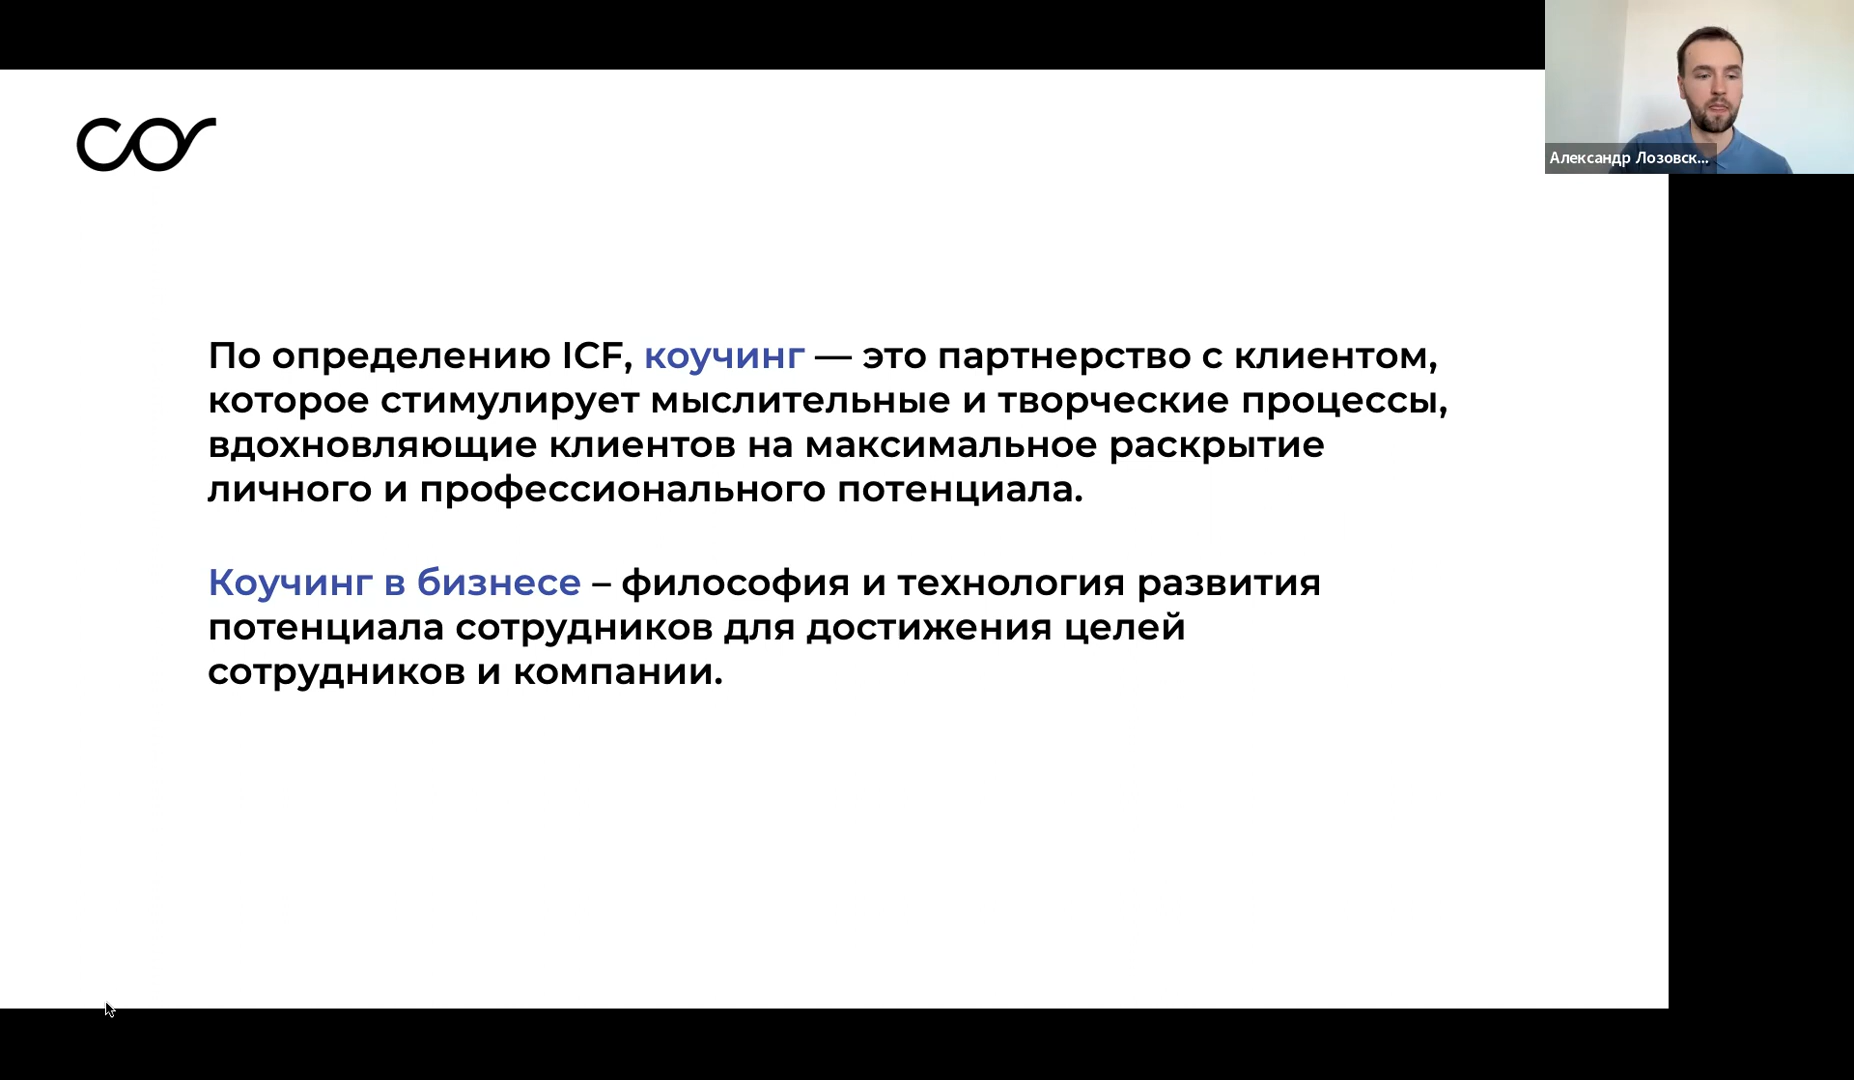 cor
Александр Лозовск...
По определению ICF, коучинг — это партнерство с клиентом,
которое стимулирует мыслительные и творческие процессы,
вдохновляющие клиентов на максимальное раскрытие
личного и профессионального потенциала.
Коучинг в бизнесе – философия и технология развития
потенциала сотрудников для достижения целей
сотрудников и компании.